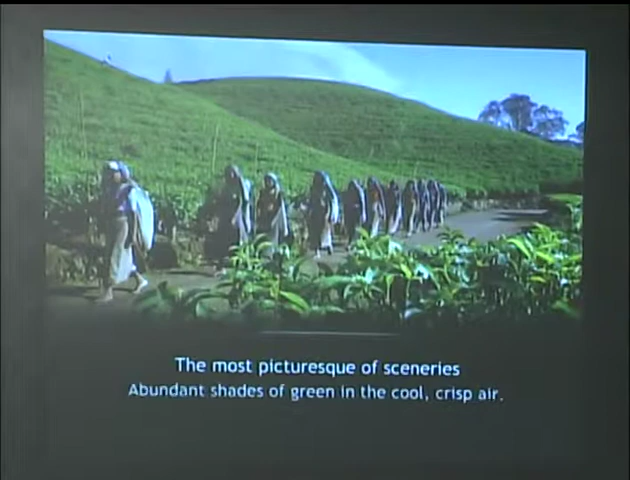 The most picturesque of sceneries
Abundant shades of green in the cool, crisp air.